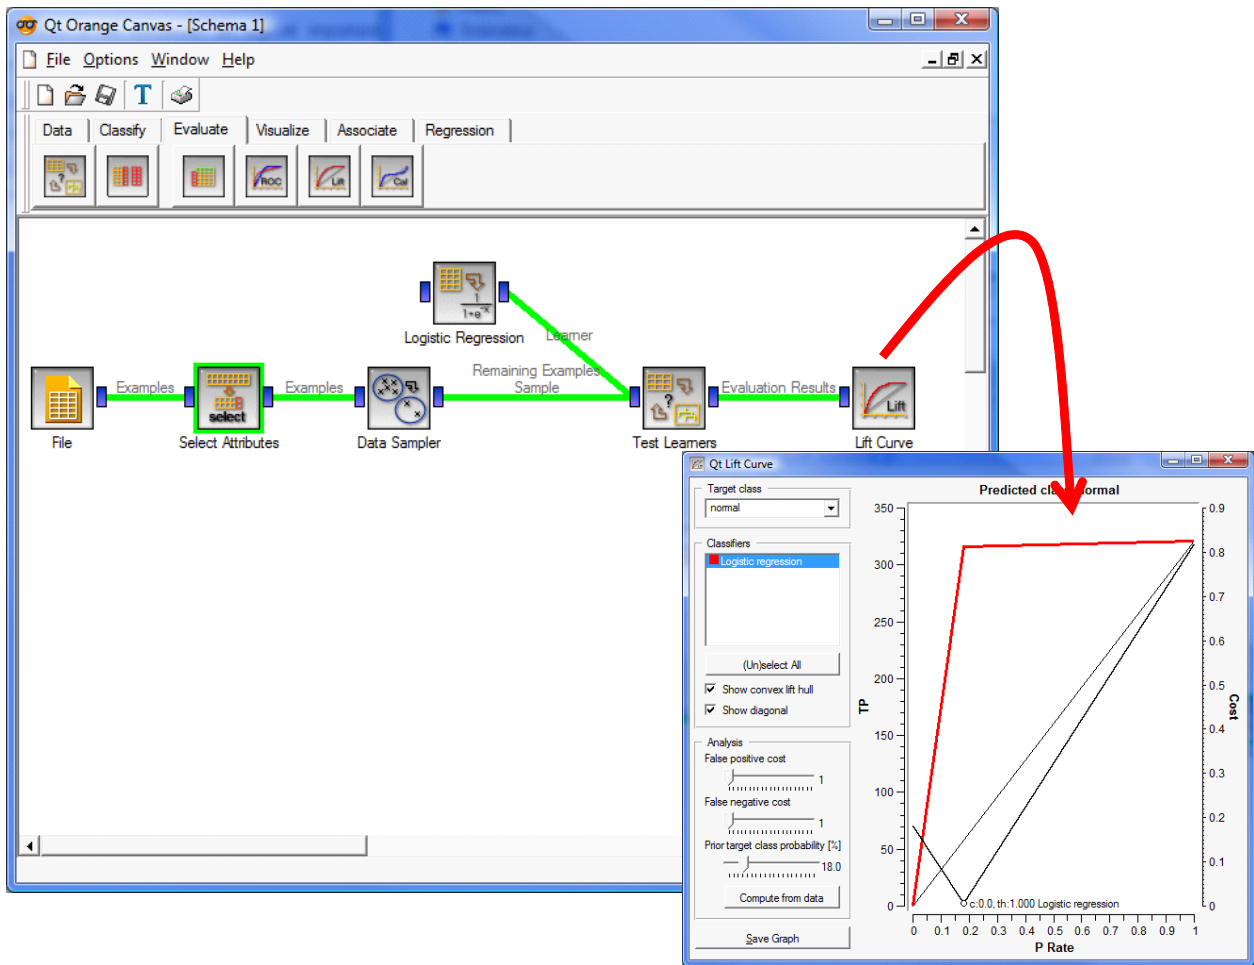 Qt Orange Canvas - [Schema 1]
File Options Window Help
T
Data Classify Evaluate Visualize Associate Regression
? ROC Lift Cal
1
1+e^-x
Logistic Regression
Learner
Remaining Examples
Examples Examples Sample Evaluation Results
select ? Lift
File Select Attributes Data Sampler Test Learners Lift Curve
Qt Lift Curve
Target class
normal
Classifiers
Logistic regression
(Un)select All
Show convex lift hull
Show diagonal
Analysis
False positive cost
1
False negative cost
1
Prior target class probability [%]
18.0
Compute from data
Save Graph
Predicted normal
350
300
250
200
150
100
50
0
TP
0.9
0.8
0.7
0.6
0.5
0.4
0.3
0.2
0.1
0
Cost
c:0.0, th:1.000 Logistic regression
0 0.1 0.2 0.3 0.4 0.5 0.6 0.7 0.8 0.9 1
P Rate